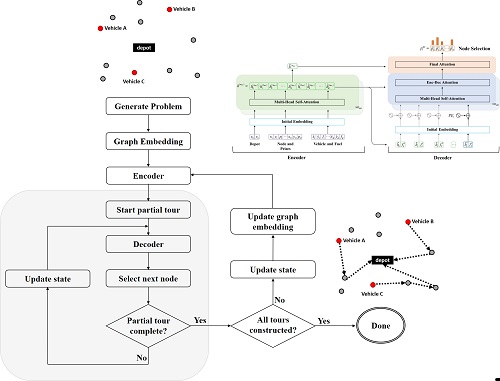 Vehicle B
Vehicle A
depot
Vehicle C
Generate Problem
Graph Embedding
Encoder
Start partial tour
Decoder
Select next node
Update state
Partial tour
complete?
Yes
No
All tours
constructed?
Yes
No
Done
Update state
Update graph
embedding
Vehicle B
Vehicle A
depot
Vehicle C
Multi-Head Self-Attention
Initial Embedding
Depot
Node and
Prizes
Vehicle and Fuel
Encoder
Node Selection
Final Attention
Enc-Dec Attention
Multi-Head Self-Attention
Initial Embedding
Decoder